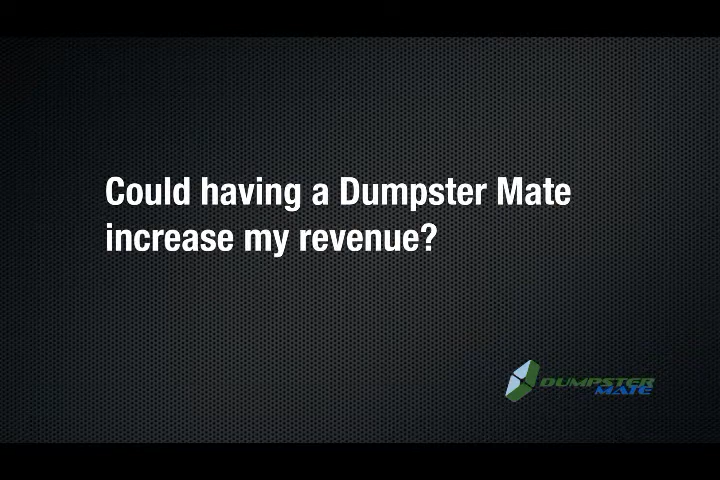 Could having a Dumpster Mate
increase my revenue?
DUMPSTER
MATE